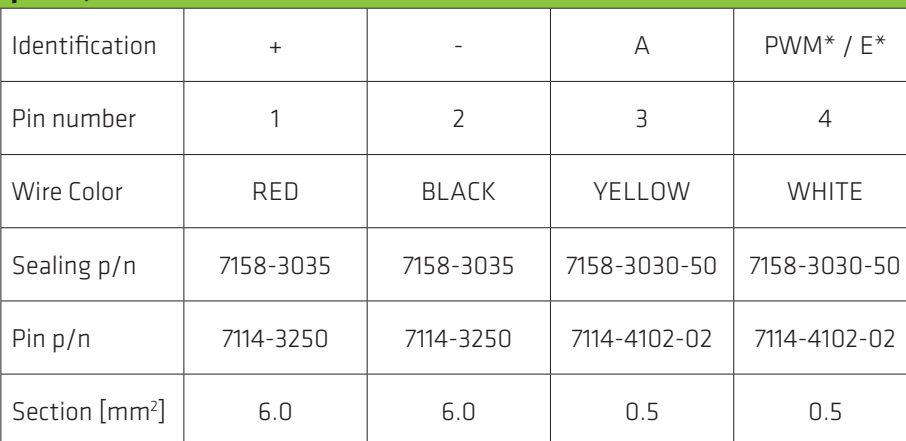 Identification + - A PWM* / E*
Pin number 1 2 3 4
Wire Color RED BLACK YELLOW WHITE
Sealing p/n 7158-3035 7158-3035 7158-3030-50 7158-3030-50
Pin p/n 7114-3250 7114-3250 7114-4102-02 7114-4102-02
Section [mm²] 6.0 6.0 0.5 0.5